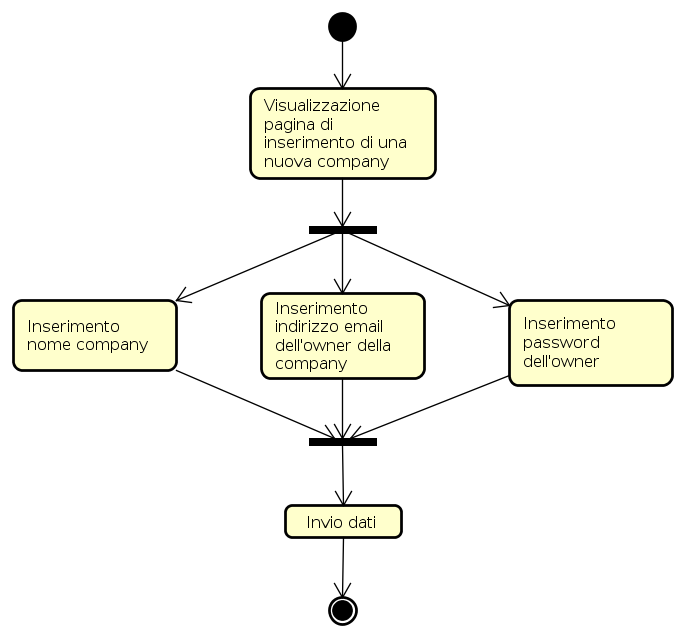 Visualizzazione
pagina di
inserimento di una
nuova company
Inserimento
nome company
Inserimento
indirizzo email
dell'owner della
company
Inserimento
password
dell'owner
Invio dati